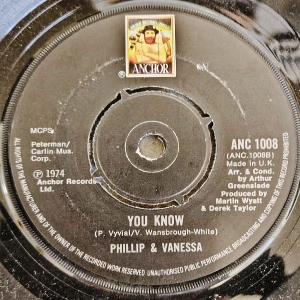 ANCHOR
®
MCPS
Peterman/
Carlin Mus.
Corp.
℗ 1974
Anchor Records
Ltd.
ANC 1008
(ANC.1008B)
Made in U.K.
Arr. & Cond.
by Arthur
Greenslade
Produced by
Martin Wyatt
& Derek Taylor
YOU KNOW
(P. Vyvial/V. Wansbrough-White)
PHILLIP & VANESSA
ALL RIGHTS OF THE MANUFACTURER AND OF THE OWNER OF THE RECORDED WORK RESERVED UNAUTHORISED PUBLIC PERFORMANCE BROADCASTING AND COPYING OF THIS RECORD PROHIBITED